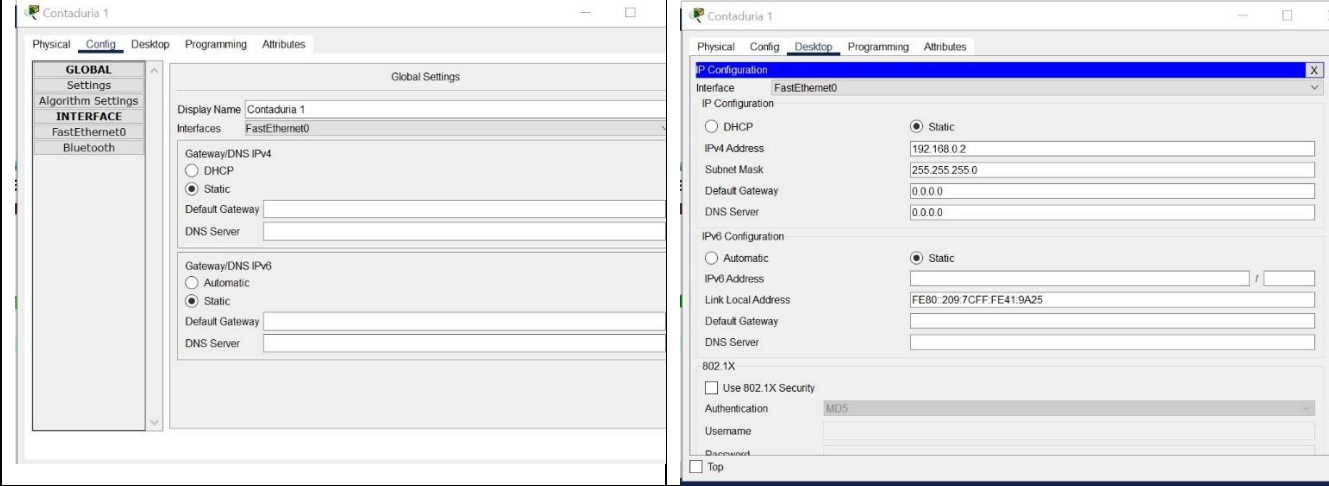 Contaduria 1
Physical Config Desktop Programming Attributes
GLOBAL
Settings
Algorithm Settings
INTERFACE
FastEthernet0
Bluetooth
Global Settings
Display Name Contaduria 1
Interfaces FastEthernet0
Gateway/DNS IPv4
DHCP
Static
Default Gateway
DNS Server
Gateway/DNS IPv6
Automatic
Static
Default Gateway
DNS Server
Contaduria 1
Physical Config Desktop Programming Attributes
IP Configuration X
Interface FastEthernet0
IP Configuration
DHCP Static
IPv4 Address 192.168.0.2
Subnet Mask 255.255.255.0
Default Gateway 0.0.0.0
DNS Server 0.0.0.0
IPv6 Configuration
Automatic Static
IPv6 Address /
Link Local Address FE80::209:7CFF:FE41:9A25
Default Gateway
DNS Server
802.1X
Use 802.1X Security
Authentication MD5
Username
Password
Top